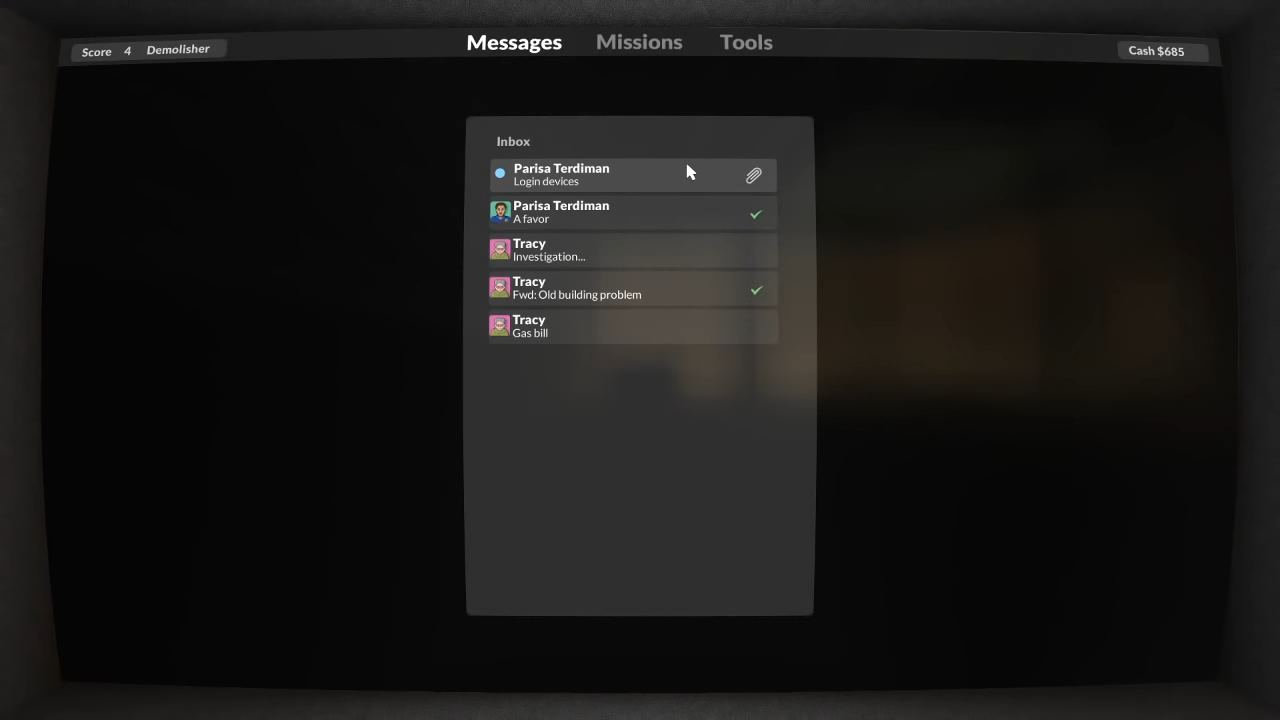 Score 4 Demolisher
Messages Missions Tools
Cash $685
Inbox
Parisa Terdiman
Login devices
Parisa Terdiman
A favor
Tracy
Investigation...
Tracy
Fwd: Old building problem
Tracy
Gas bill